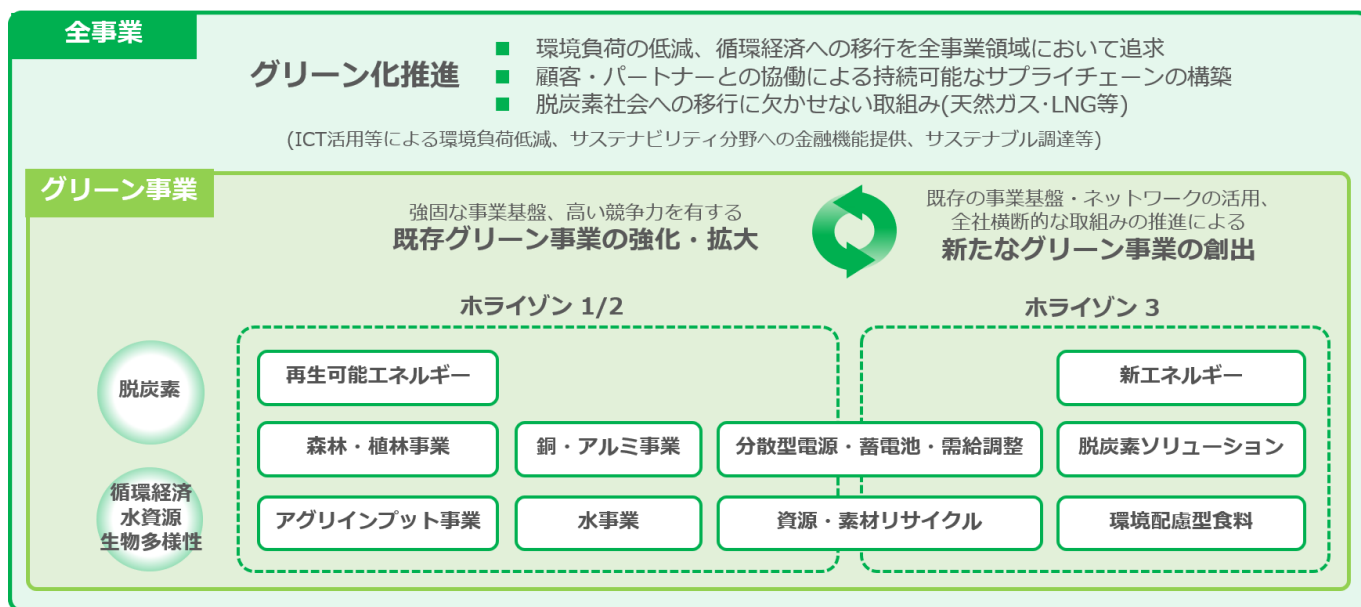 全事業
グリーン化推進
■ 環境負荷の低減、循環経済への移行を全事業領域において追求
■ 顧客・パートナーとの協働による持続可能なサプライチェーンの構築
■ 脱炭素社会への移行に欠かせない取組み(天然ガス･LNG等)
(ICT活用等による環境負荷低減、サステナビリティ分野への金融機能提供、サステナブル調達等)
グリーン事業
強固な事業基盤、高い競争力を有する
既存グリーン事業の強化・拡大
既存の事業基盤・ネットワークの活用、
全社横断的な取組みの推進による
新たなグリーン事業の創出
ホライゾン 1/2
ホライゾン 3
脱炭素
再生可能エネルギー
新エネルギー
森林・植林事業
銅・アルミ事業
分散型電源・蓄電池・需給調整
脱炭素ソリューション
循環経済
水資源
生物多様性
アグリインプット事業
水事業
資源・素材リサイクル
環境配慮型食料